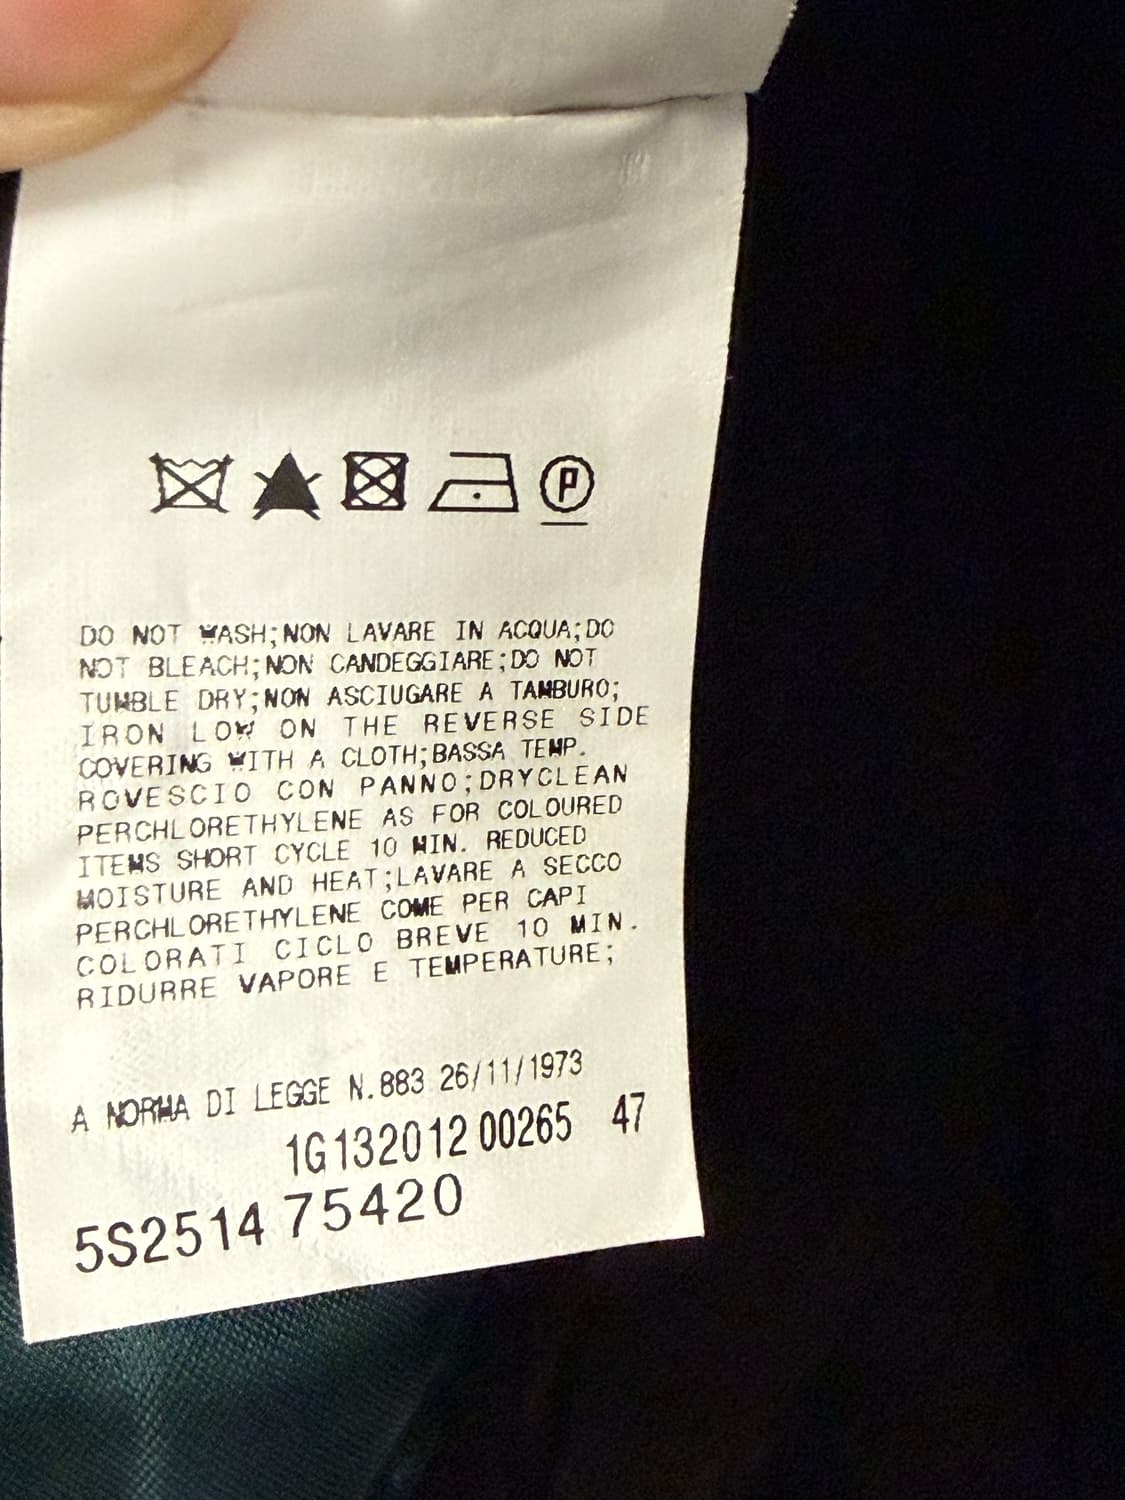 P
DO NOT WASH;NON LAVARE IN ACQUA;DO
NOT BLEACH;NON CANDEGGIARE;DO NOT
TUMBLE DRY;NON ASCIUGARE A TAMBURO;
IRON LOW ON THE REVERSE SIDE
COVERING WITH A CLOTH;BASSA TEMP.
ROVESCIO CON PANNO;DRYCLEAN
PERCHLORETHYLENE AS FOR COLOURED
ITEMS SHORT CYCLE 10 MIN. REDUCED
MOISTURE AND HEAT;LAVARE A SECCO
PERCHLORETHYLENE COME PER CAPI
COLORATI CICLO BREVE 10 MIN.
RIDURRE VAPORE E TEMPERATURE;
A NORMA DI LEGGE N.883 26/11/1973
1G132012 00265 47
5S2514 75420